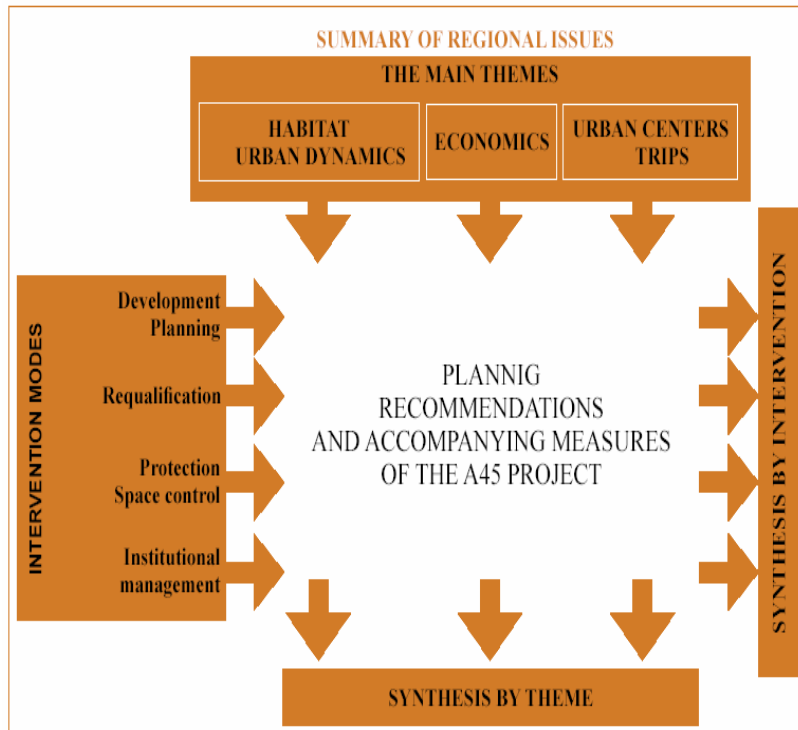 SUMMARY OF REGIONAL ISSUES
THE MAIN THEMES
HABITAT
URBAN DYNAMICS
ECONOMICS
URBAN CENTERS
TRIPS
INTERVENTION MODES
Development
Planning
Requalification
Protection
Space control
Institutional
management
PLANNIG
RECOMMENDATIONS
AND ACCOMPANYING MEASURES
OF THE A45 PROJECT
SYNTHESIS BY INTERVENTION
SYNTHESIS BY THEME